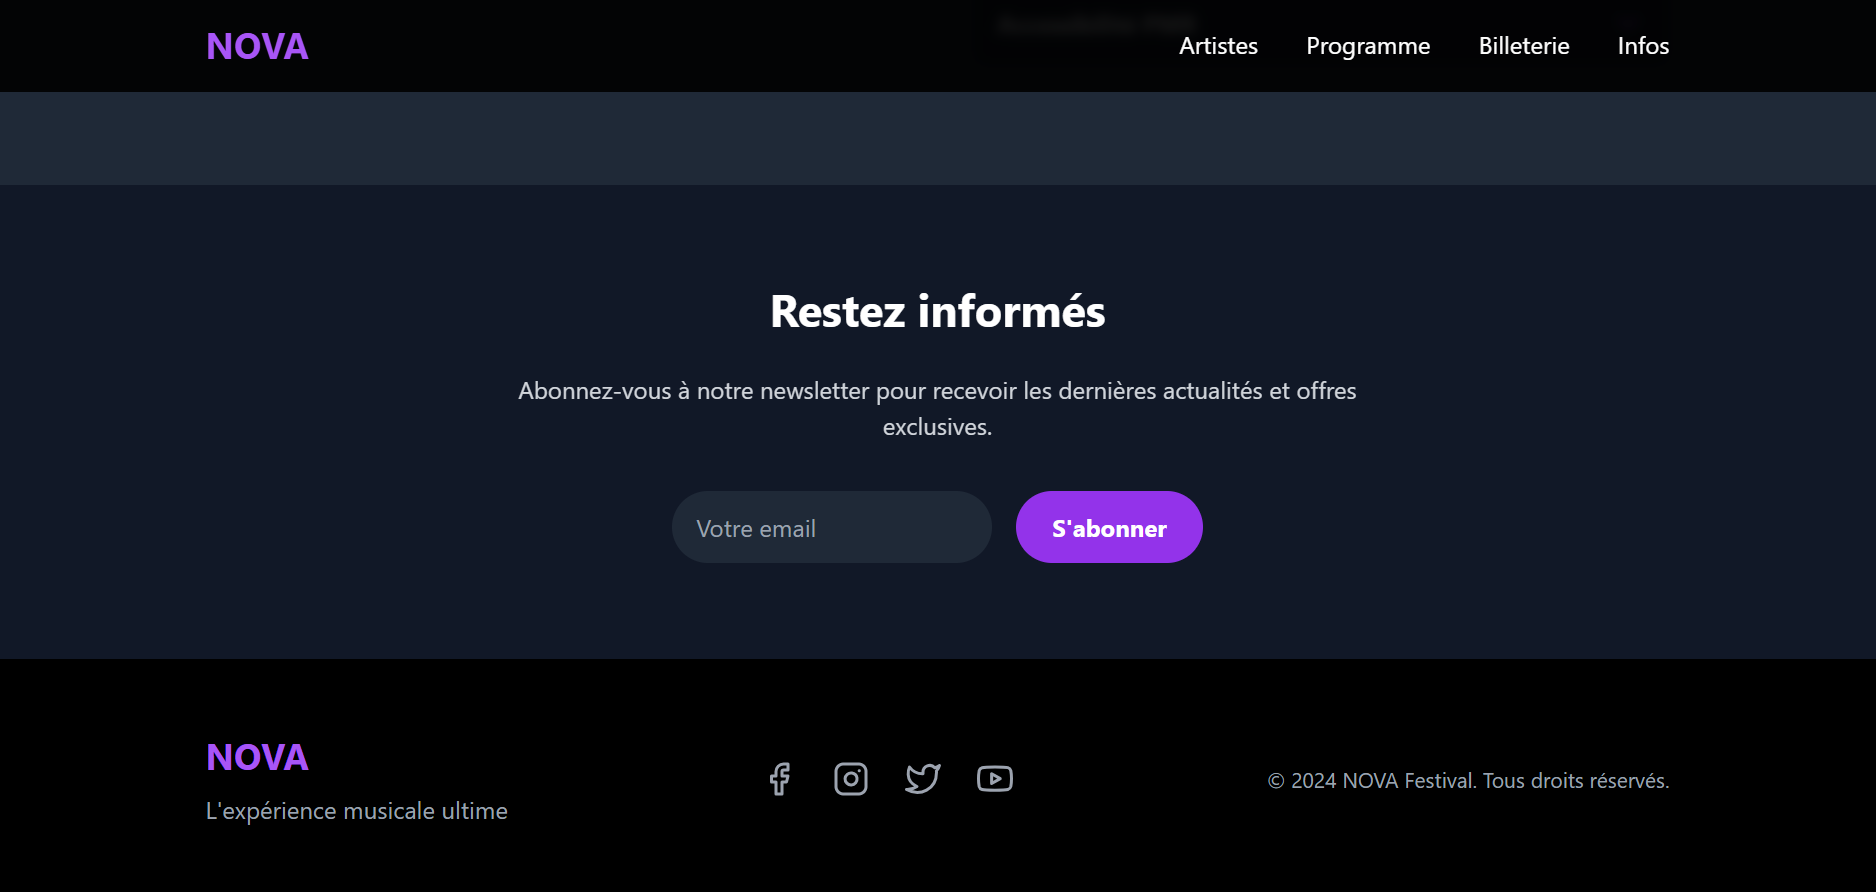 NOVA
Artistes
Programme
Billeterie
Infos
Restez informés
Abonnez-vous à notre newsletter pour recevoir les dernières actualités et offres
exclusives.
Votre email
S'abonner
NOVA
L'expérience musicale ultime
© 2024 NOVA Festival. Tous droits réservés.